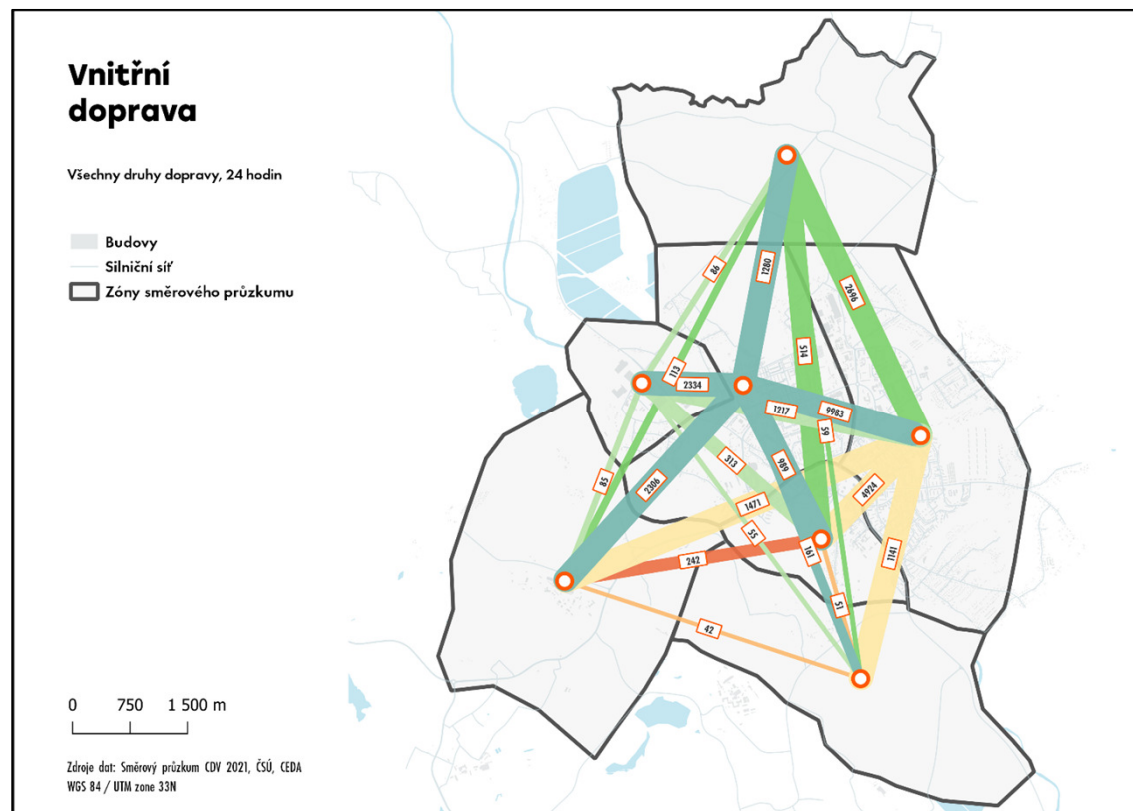 Vnitřní
doprava
Všechny druhy dopravy, 24 hodin
Budovy
Silniční síť
Zóny směrového průzkumu
86
1280
2696
514
113
2334
1217
9983
59
313
989
85
2306
1471
4924
55
242
161
1141
51
42
0 750 1 500 m
Zdroje dat: Směrový průzkum CDV 2021, ČSÚ, CEDA
WGS 84 / UTM zone 33N